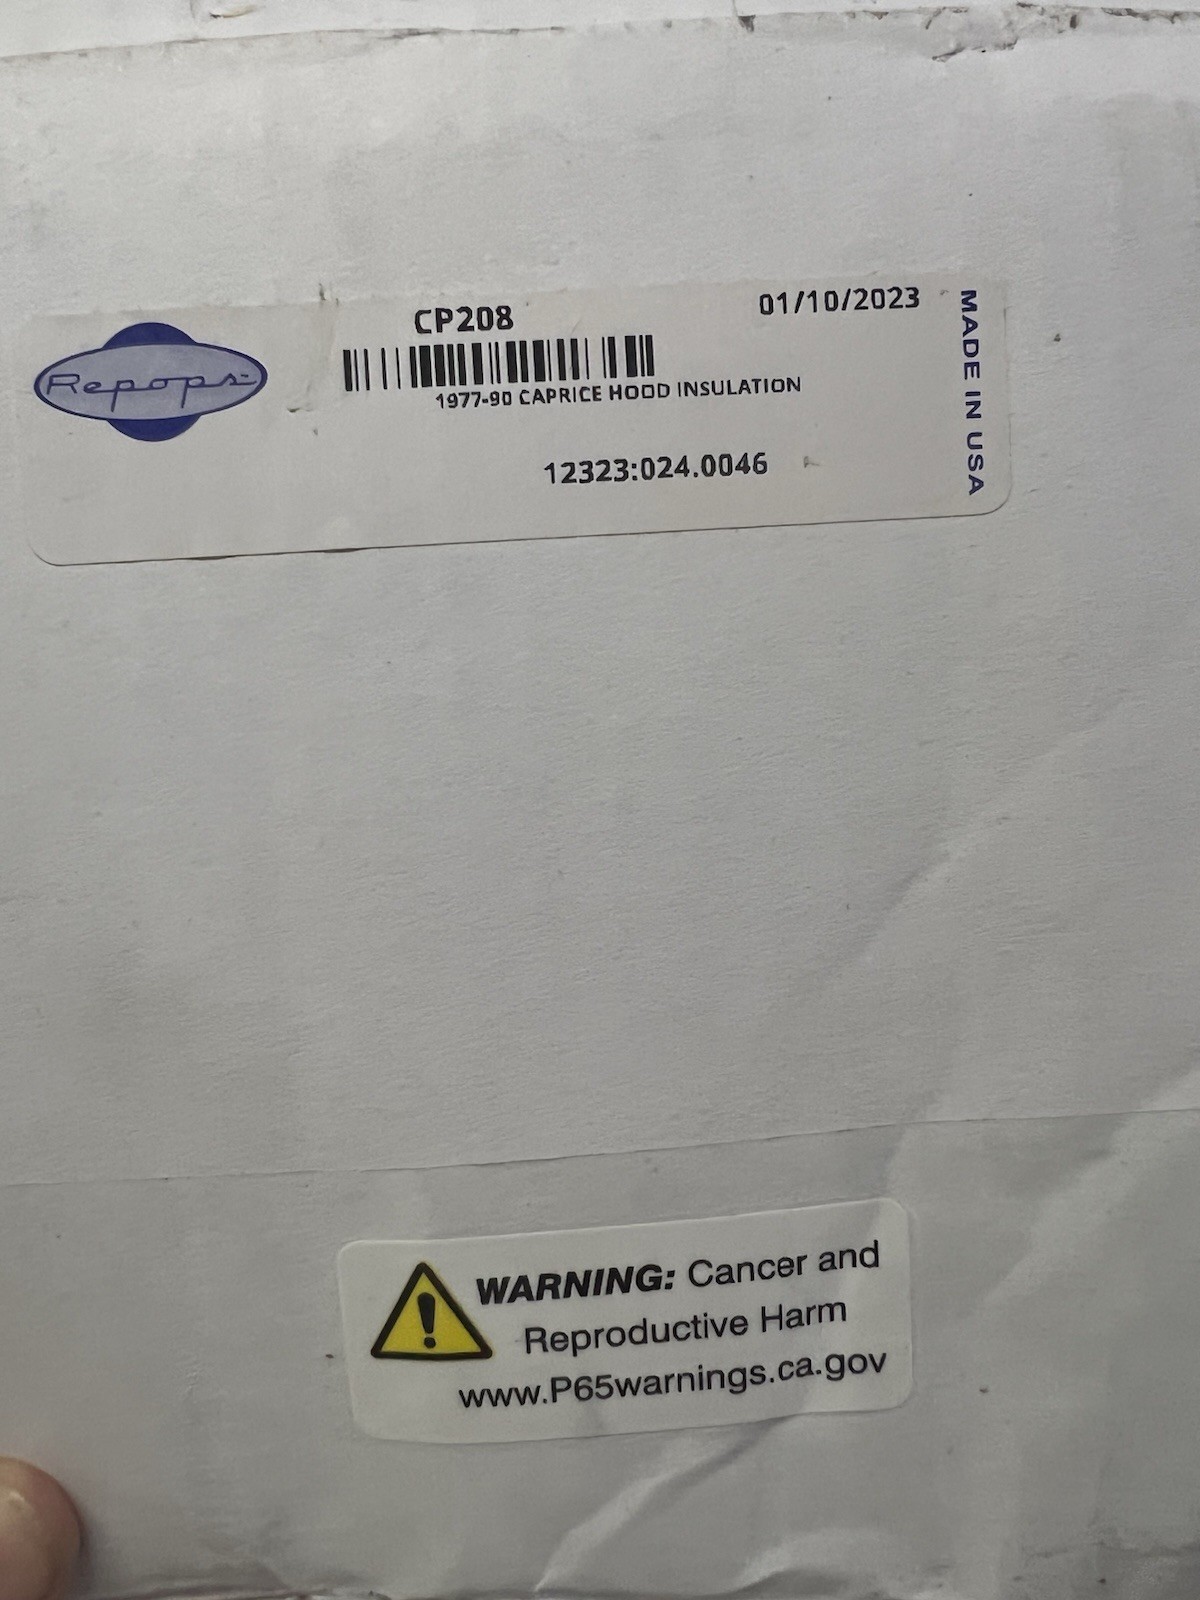 Repops
CP208
01/10/2023
1977-90 CAPRICE HOOD INSULATION
12323:024.0046
MADE IN USA
WARNING: Cancer and
Reproductive Harm
www.P65warnings.ca.gov